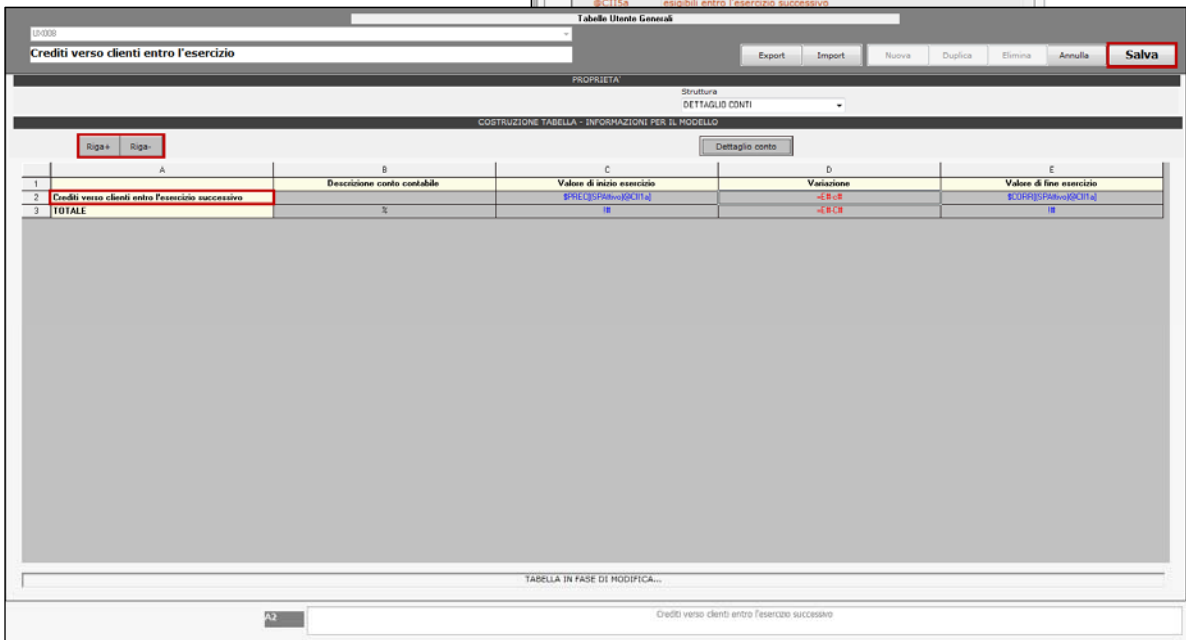 @CII5a esigibili entro l'esercizio successivo
Tabelle Utente Generali
UX008
Crediti verso clienti entro l'esercizio
Export Import Nuova Duplica Elimina Annulla Salva
PROPRIETA'
Struttura
DETTAGLIO CONTI
COSTRUZIONE TABELLA - INFORMAZIONI PER IL MODELLO
Riga+ Riga- Dettaglio conto
A B C D E
1 Descrizione conto contabile Valore di inizio esercizio Variazione Valore di fine esercizio
2 Crediti verso clienti entro l'esercizio successivo $PREC[[SPAttivo]@CII1a] =E#-c# $CORR[[SPAttivo]@CII1a]
3 TOTALE % !# =E#-C# !#
TABELLA IN FASE DI MODIFICA...
A2 Crediti verso clienti entro l'esercizio successivo